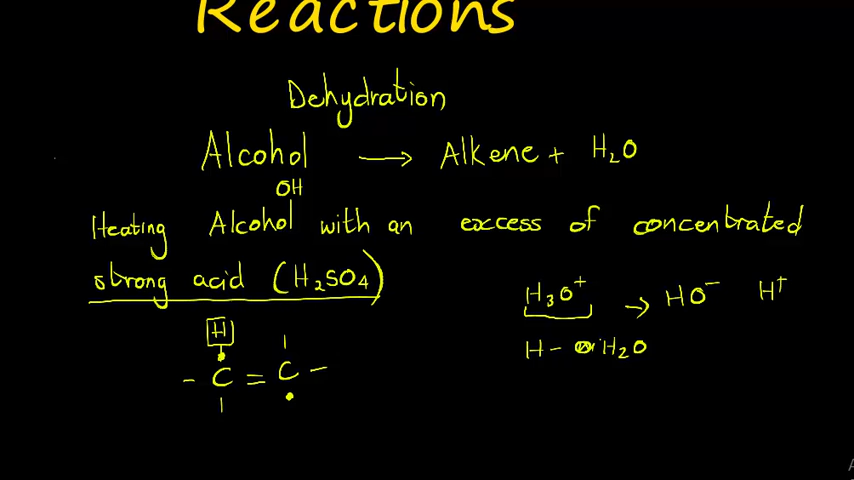 Reactions
Dehydration
Alcohol → Alkene + H₂O
OH
Heating Alcohol with an excess of concentrated
strong acid (H₂SO₄)
H₃O⁺ → HO⁻ H⁺
H - H₂O
H
- C = C -